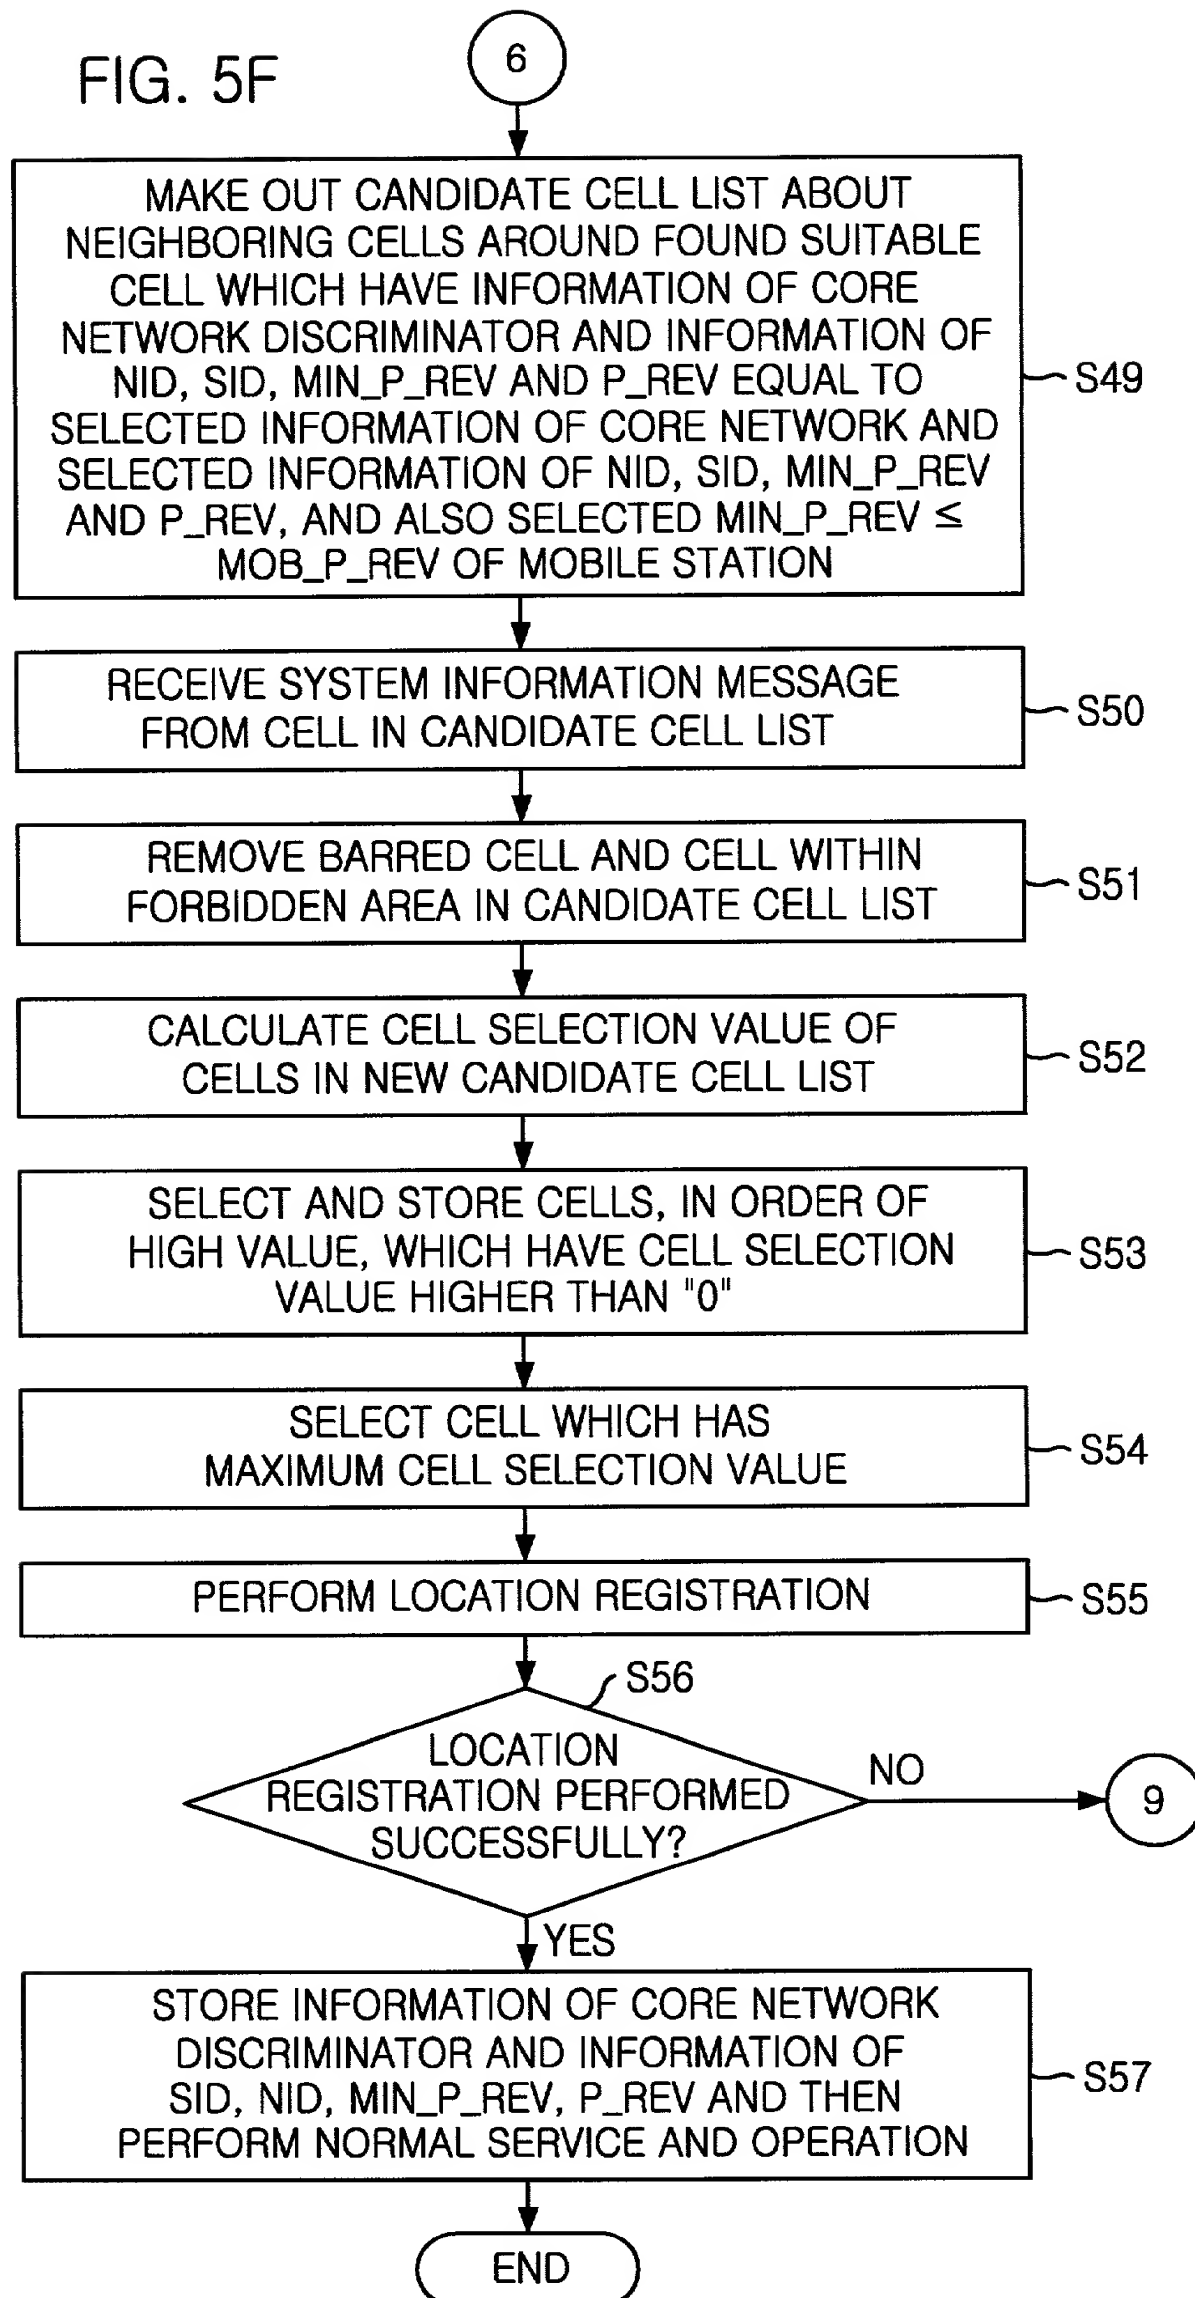 FIG. 5F
6
MAKE OUT CANDIDATE CELL LIST ABOUT
NEIGHBORING CELLS AROUND FOUND SUITABLE
CELL WHICH HAVE INFORMATION OF CORE
NETWORK DISCRIMINATOR AND INFORMATION OF
NID, SID, MIN_P_REV AND P_REV EQUAL TO
SELECTED INFORMATION OF CORE NETWORK AND
SELECTED INFORMATION OF NID, SID, MIN_P_REV
AND P_REV, AND ALSO SELECTED MIN_P_REV ≤
MOB_P_REV OF MOBILE STATION
S49
RECEIVE SYSTEM INFORMATION MESSAGE
FROM CELL IN CANDIDATE CELL LIST
S50
REMOVE BARRED CELL AND CELL WITHIN
FORBIDDEN AREA IN CANDIDATE CELL LIST
S51
CALCULATE CELL SELECTION VALUE OF
CELLS IN NEW CANDIDATE CELL LIST
S52
SELECT AND STORE CELLS, IN ORDER OF
HIGH VALUE, WHICH HAVE CELL SELECTION
VALUE HIGHER THAN "0"
S53
SELECT CELL WHICH HAS
MAXIMUM CELL SELECTION VALUE
S54
PERFORM LOCATION REGISTRATION
S55
S56
LOCATION
REGISTRATION PERFORMED
SUCCESSFULLY?
NO
9
YES
STORE INFORMATION OF CORE NETWORK
DISCRIMINATOR AND INFORMATION OF
SID, NID, MIN_P_REV, P_REV AND THEN
PERFORM NORMAL SERVICE AND OPERATION
S57
END